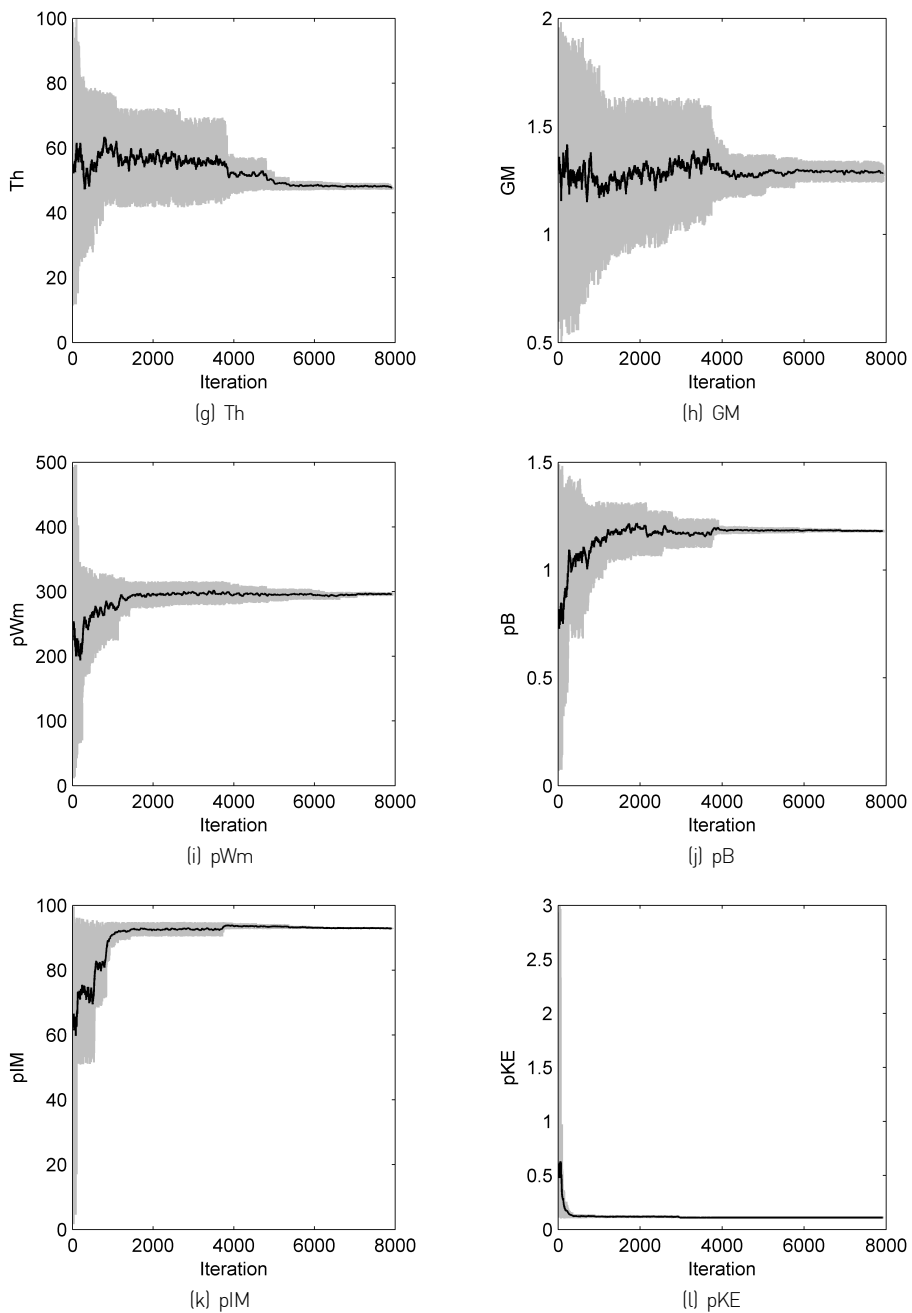 100
80
60
40
20
0
Th
0 2000 4000 6000 8000
Iteration
(g) Th
2
1.5
1
0.5
GM
0 2000 4000 6000 8000
Iteration
(h) GM
500
400
300
200
100
0
pWm
0 2000 4000 6000 8000
Iteration
(i) pWm
1.5
1
0.5
0
pB
0 2000 4000 6000 8000
Iteration
(j) pB
100
80
60
40
20
0
pIM
0 2000 4000 6000 8000
Iteration
(k) pIM
3
2.5
2
1.5
1
0.5
0
pKE
0 2000 4000 6000 8000
Iteration
(l) pKE